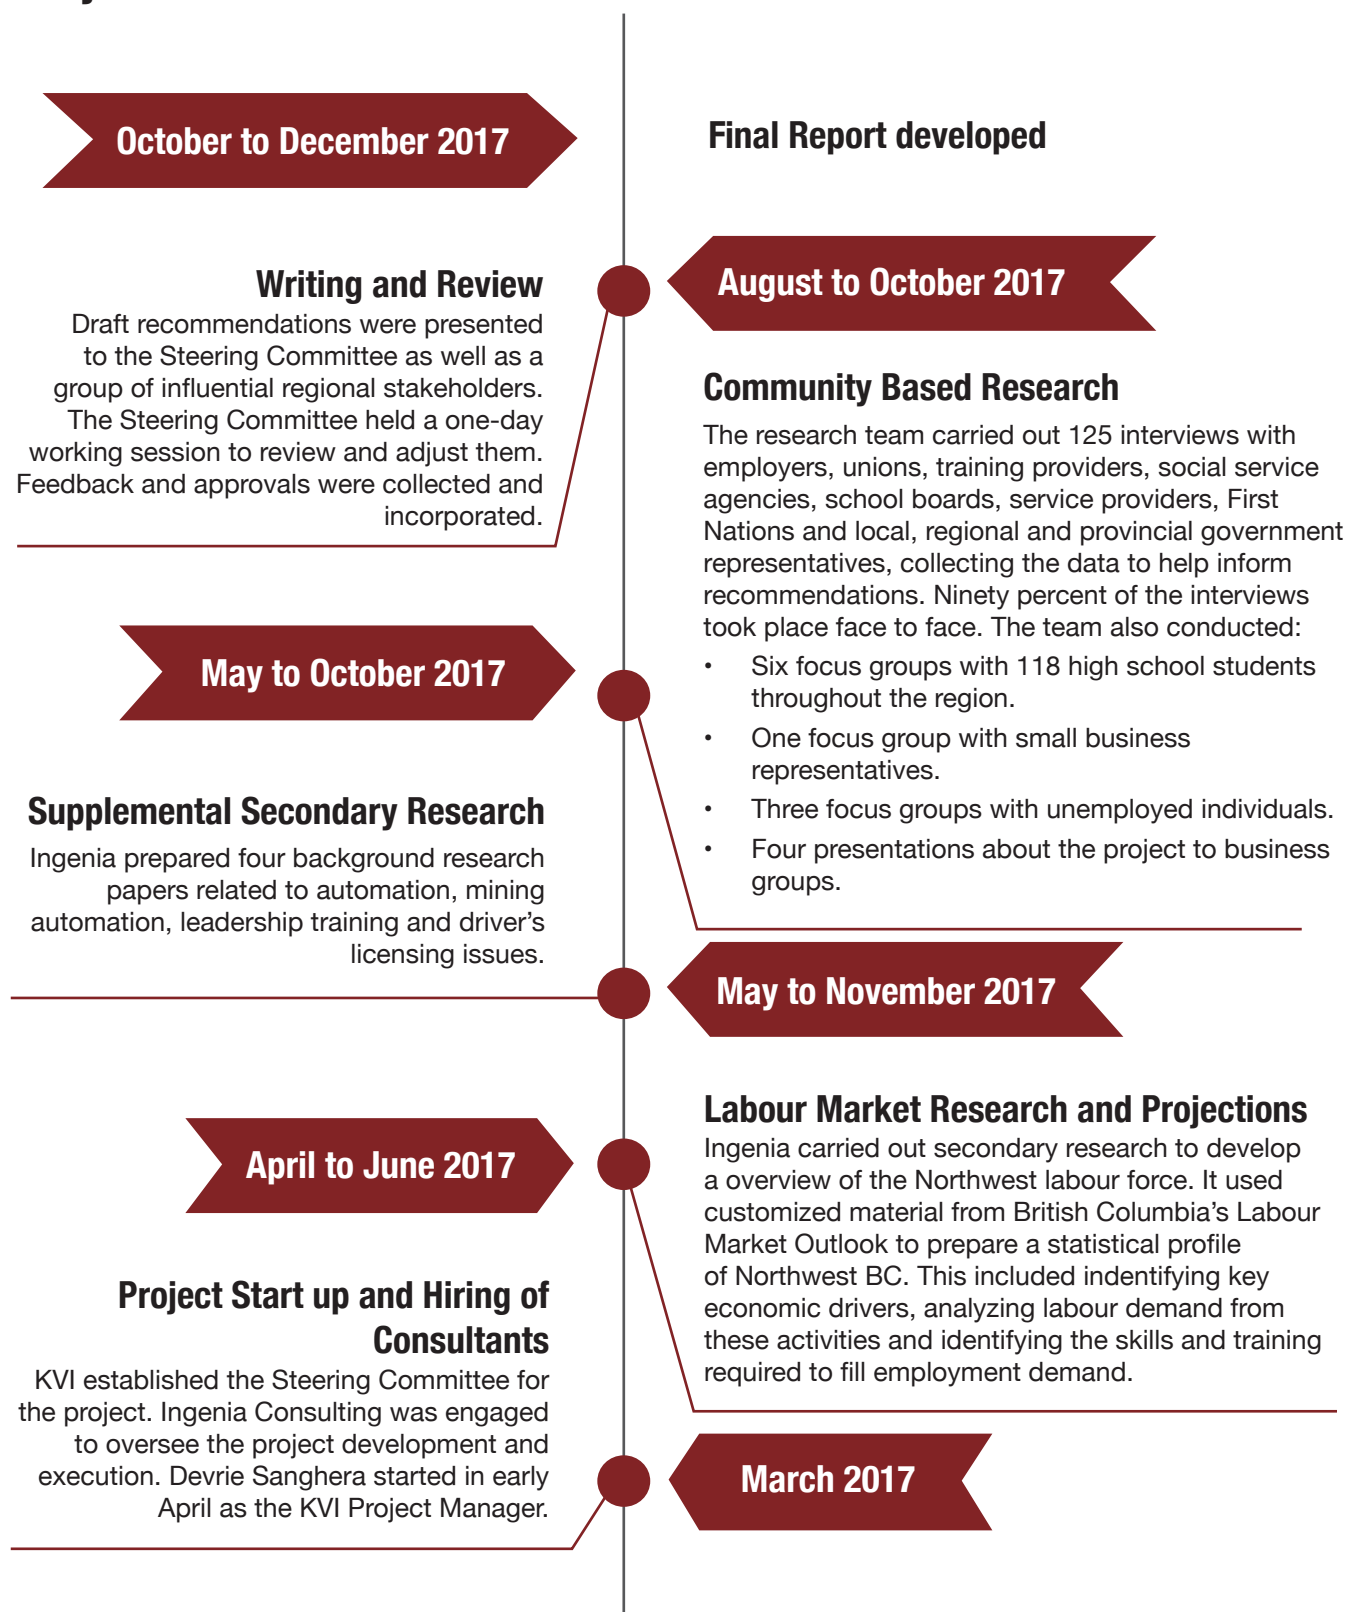 October to December 2017
Final Report developed
August to October 2017
Writing and Review
Draft recommendations were presented
to the Steering Committee as well as a
group of influential regional stakeholders.
The Steering Committee held a one-day
working session to review and adjust them.
Feedback and approvals were collected and
incorporated.
Community Based Research
The research team carried out 125 interviews with
employers, unions, training providers, social service
agencies, school boards, service providers, First
Nations and local, regional and provincial government
representatives, collecting the data to help inform
recommendations. Ninety percent of the interviews
took place face to face. The team also conducted:
• Six focus groups with 118 high school students
throughout the region.
• One focus group with small business
representatives.
• Three focus groups with unemployed individuals.
• Four presentations about the project to business
groups.
May to October 2017
Supplemental Secondary Research
Ingenia prepared four background research
papers related to automation, mining
automation, leadership training and driver's
licensing issues.
May to November 2017
Labour Market Research and Projections
Ingenia carried out secondary research to develop
a overview of the Northwest labour force. It used
customized material from British Columbia's Labour
Market Outlook to prepare a statistical profile
of Northwest BC. This included indentifying key
economic drivers, analyzing labour demand from
these activities and identifying the skills and training
required to fill employment demand.
April to June 2017
Project Start up and Hiring of
Consultants
KVI established the Steering Committee for
the project. Ingenia Consulting was engaged
to oversee the project development and
execution. Devrie Sanghera started in early
April as the KVI Project Manager.
March 2017